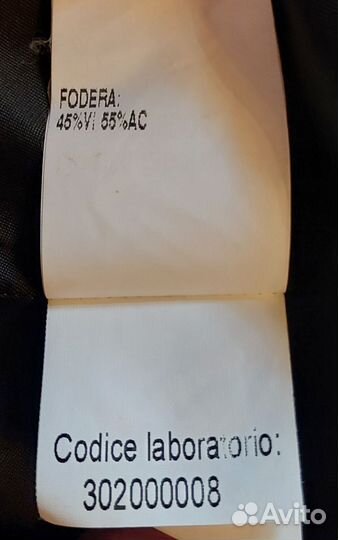 FODERA:
45%VI 55%AC
Codice laboratorio:
302000008
Avito